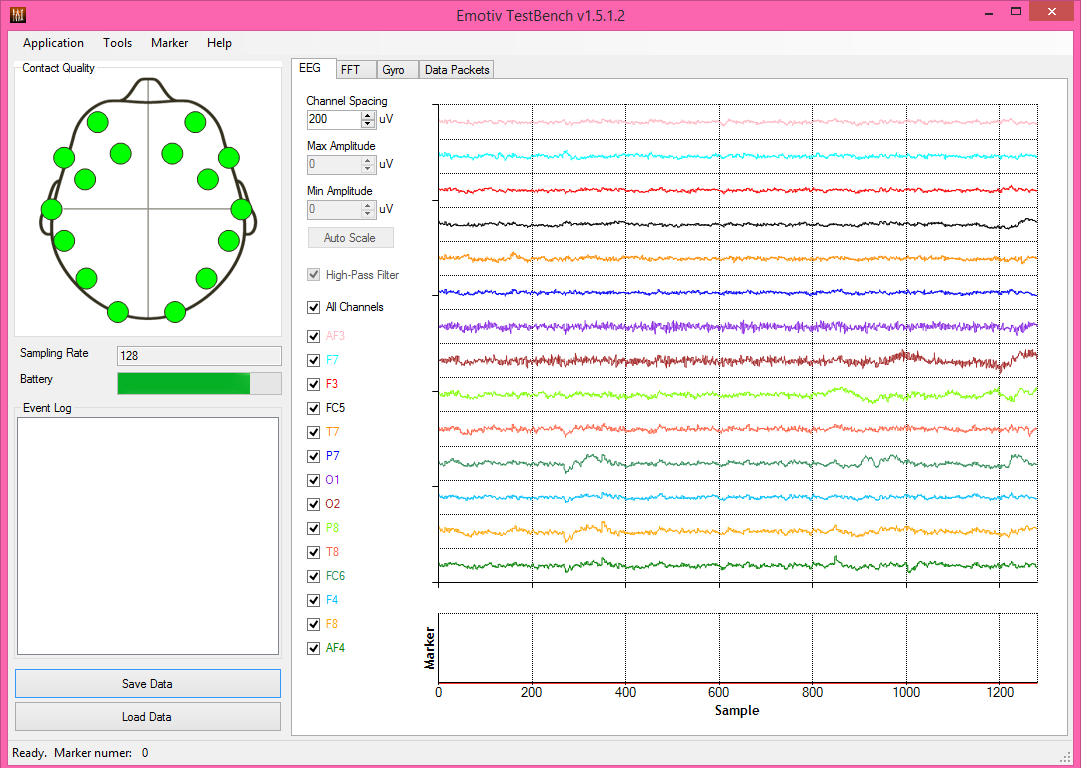 Emotiv TestBench v1.5.1.2
Application Tools Marker Help
Contact Quality
Sampling Rate 128
Battery
Event Log
Save Data
Load Data
EEG FFT Gyro Data Packets
Channel Spacing
200 uV
Max Amplitude
0 uV
Min Amplitude
0 uV
Auto Scale
High-Pass Filter
All Channels
AF3
F7
F3
FC5
T7
P7
O1
O2
P8
T8
FC6
F4
F8
AF4
Marker
0 200 400 600 800 1000 1200
Sample
Ready. Marker numer: 0